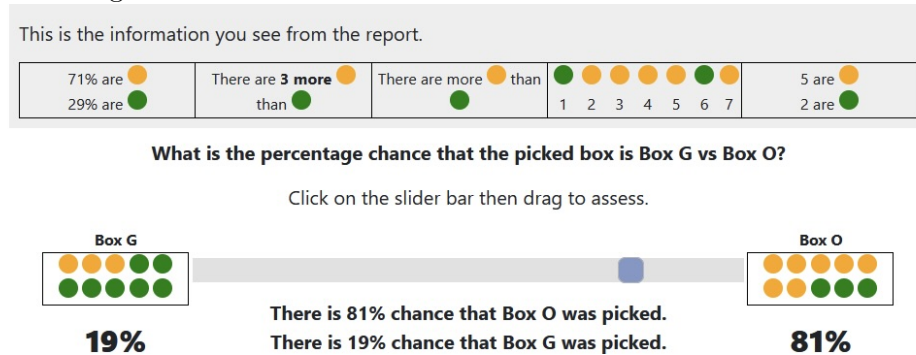 This is the information you see from the report.
71% are
29% are
There are 3 more
than
There are more than
1 2 3 4 5 6 7
5 are
2 are
What is the percentage chance that the picked box is Box G vs Box O?
Click on the slider bar then drag to assess.
Box G
Box O
There is 81% chance that Box O was picked.
There is 19% chance that Box G was picked.
19%
81%